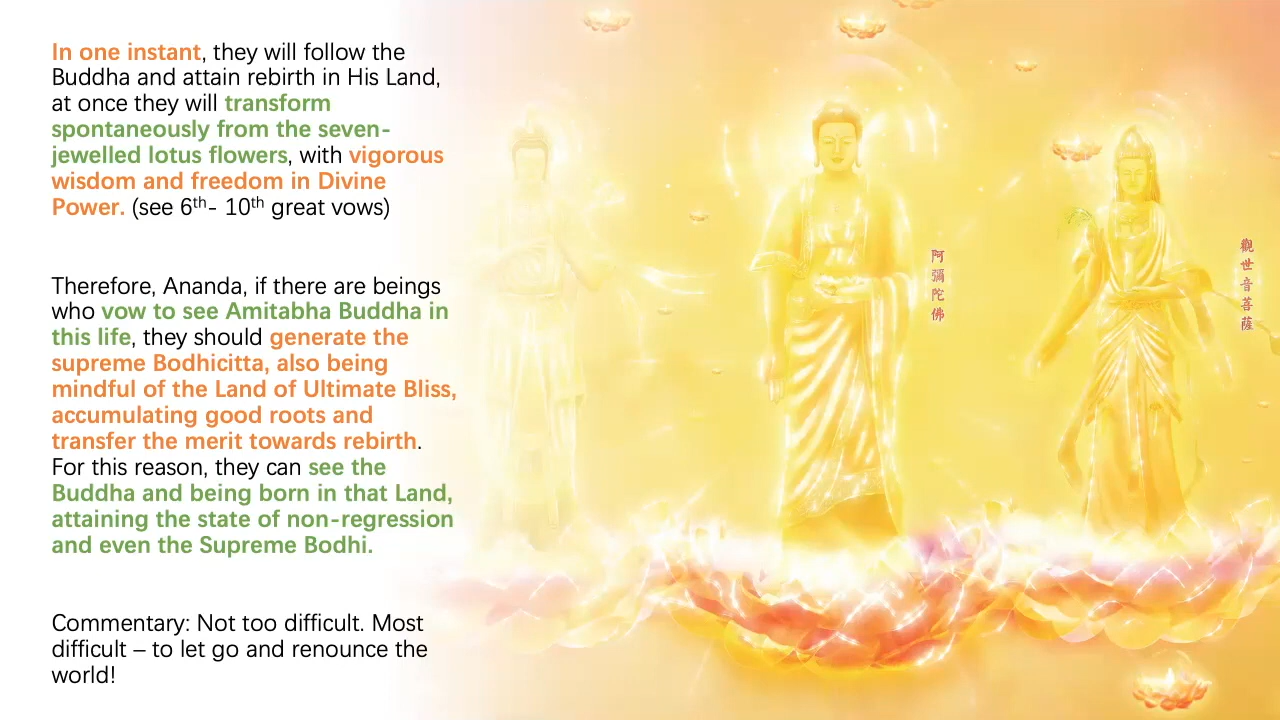 In one instant, they will follow the
Buddha and attain rebirth in His Land,
at once they will transform
spontaneously from the seven-
jewelled lotus flowers, with vigorous
wisdom and freedom in Divine
Power. (see 6th- 10th great vows)
Therefore, Ananda, if there are beings
who vow to see Amitabha Buddha in
this life, they should generate the
supreme Bodhicitta, also being
mindful of the Land of Ultimate Bliss,
accumulating good roots and
transfer the merit towards rebirth.
For this reason, they can see the
Buddha and being born in that Land,
attaining the state of non-regression
and even the Supreme Bodhi.
Commentary: Not too difficult. Most
difficult – to let go and renounce the
world!
阿彌陀佛
觀世音菩薩